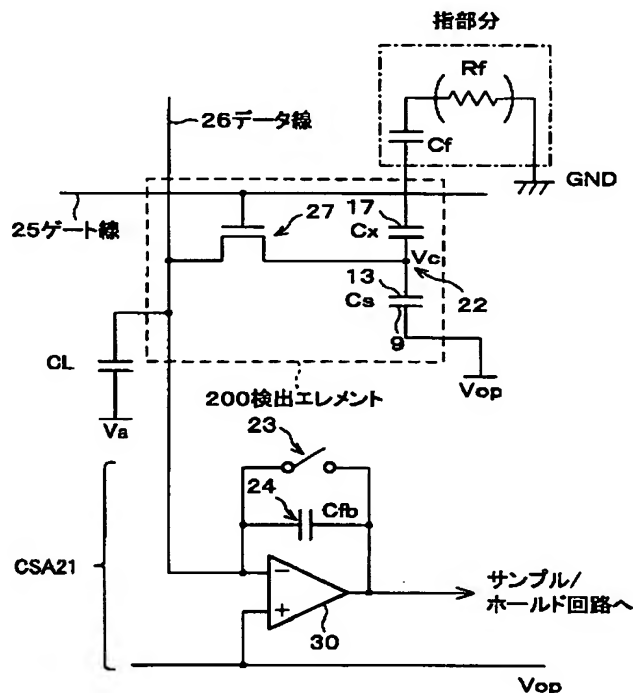 指部分
Rf
26データ線
Cf
GND
25ゲート線
27
17
Cx
Vc
13
22
Cs
9
CL
Vop
200検出エレメント
Va
23
24
Cfb
CSA21
サンプル/
ホールド回路へ
−
+
30
Vop